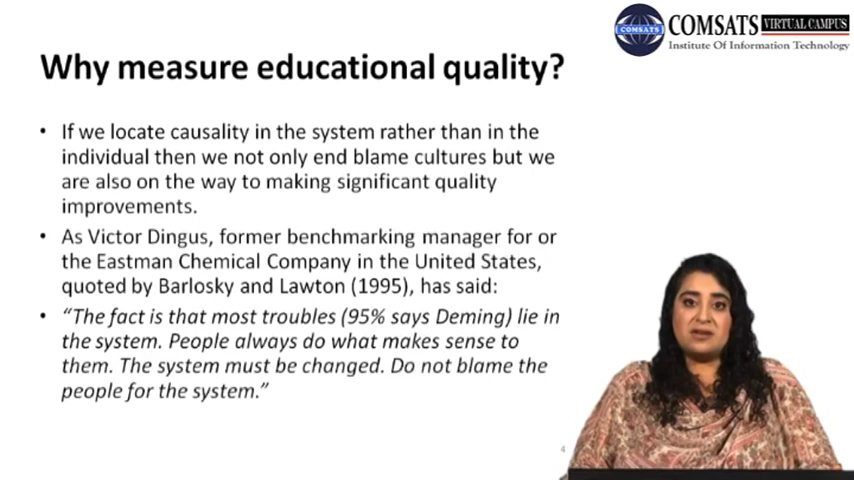 COMSATS
COMSATS VIRTUAL CAMPUS
Institute Of Information Technology
Why measure educational quality?
• If we locate causality in the system rather than in the
individual then we not only end blame cultures but we
are also on the way to making significant quality
improvements.
• As Victor Dingus, former benchmarking manager for or
the Eastman Chemical Company in the United States,
quoted by Barlosky and Lawton (1995), has said:
• “The fact is that most troubles (95% says Deming) lie in
the system. People always do what makes sense to
them. The system must be changed. Do not blame the
people for the system.”
4